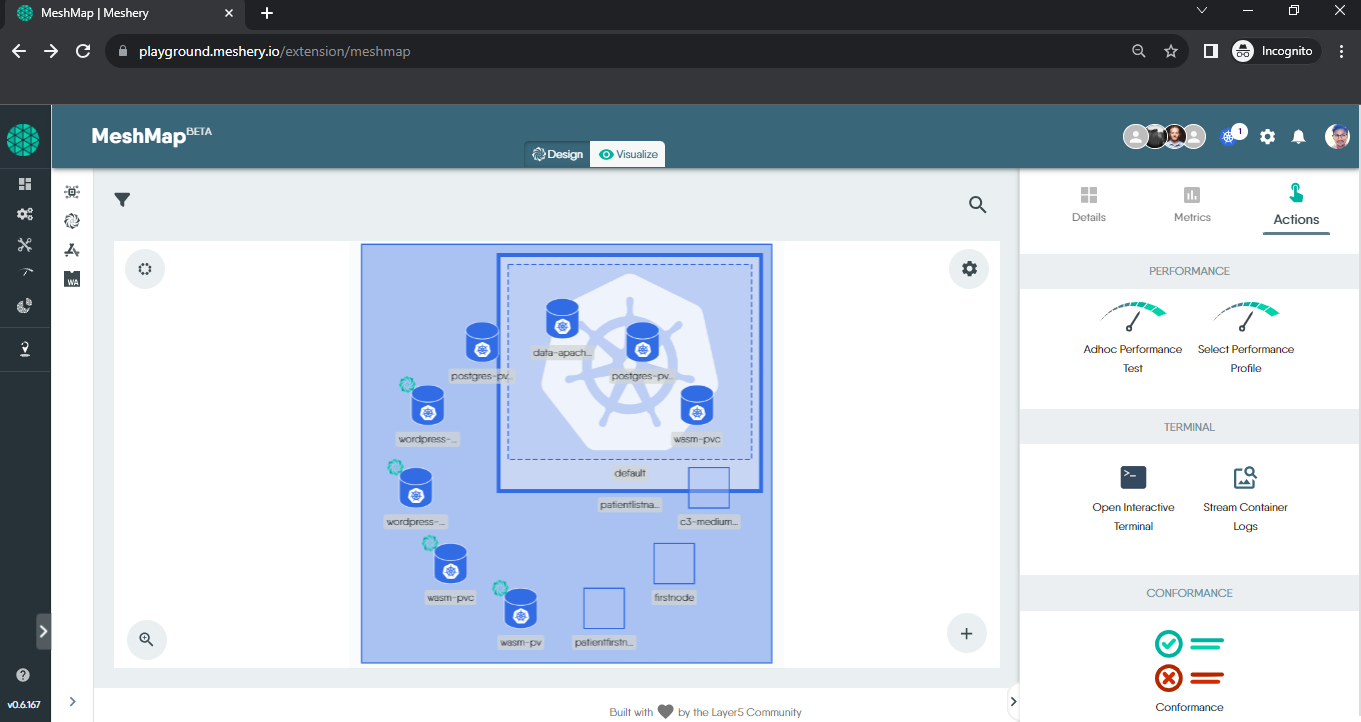 MeshMap | Meshery
playground.meshery.io/extension/meshmap
Incognito
MeshMap BETA
Design
Visualize
1
Details
Metrics
Actions
PERFORMANCE
Adhoc Performance
Test
Select Performance
Profile
TERMINAL
Open Interactive
Terminal
Stream Container
Logs
CONFORMANCE
Conformance
WA
data-apach...
postgres-pv...
postgres-pv...
wordpress-...
wasm-pvc
default
patientlistna...
wordpress-...
c3-medium...
wasm-pvc
firstnode
wasm-pv
patientfirstn...
v0.6.167
Built with by the Layer5 Community